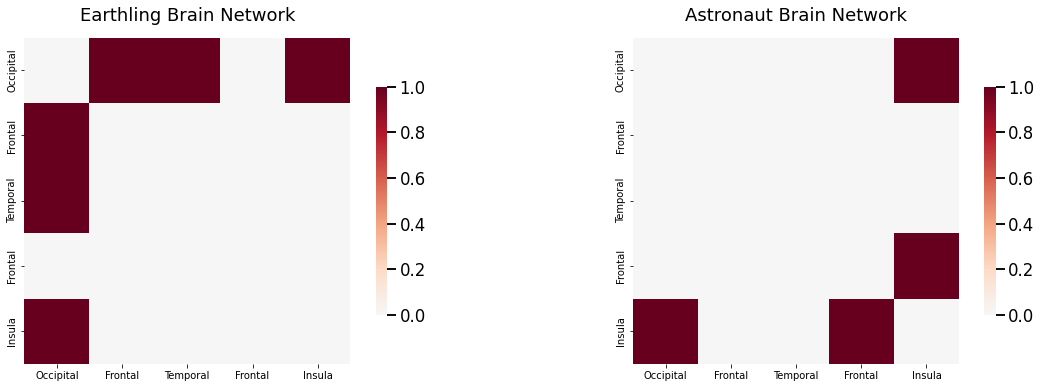 Earthling Brain Network
Occipital
Frontal
Temporal
Frontal
Insula
Occipital Frontal Temporal Frontal Insula
1.0
0.8
0.6
0.4
0.2
0.0
Astronaut Brain Network
Occipital
Frontal
Temporal
Frontal
Insula
Occipital Frontal Temporal Frontal Insula
1.0
0.8
0.6
0.4
0.2
0.0